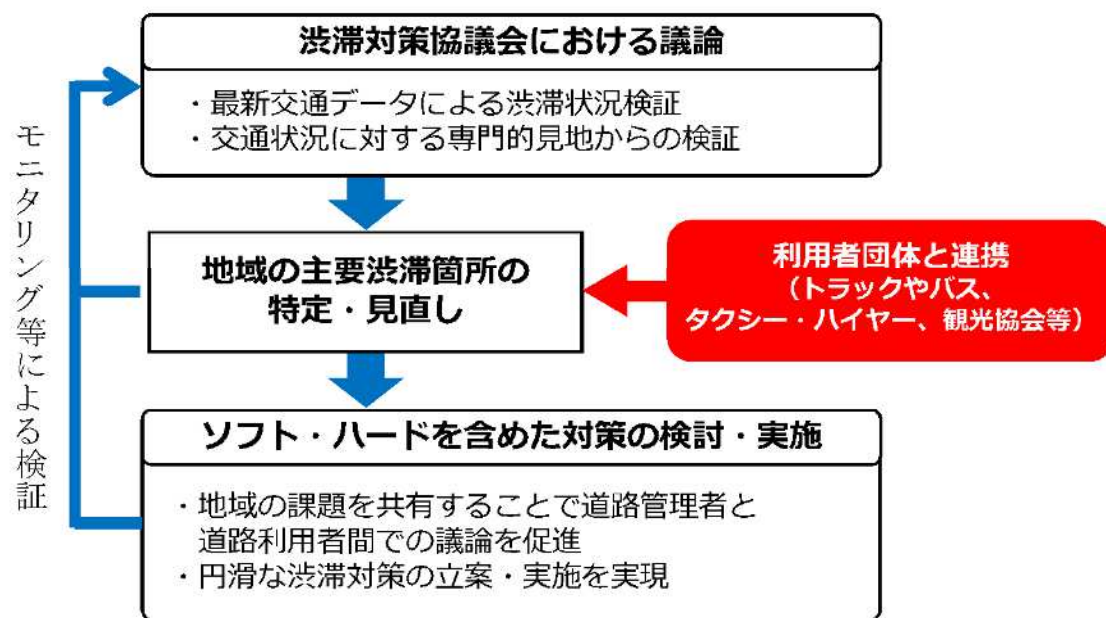 渋滞対策協議会における議論
・最新交通データによる渋滞状況検証
・交通状況に対する専門的見地からの検証
地域の主要渋滞箇所の
特定・見直し
利用者団体と連携
（トラックやバス、
タクシー・ハイヤー、観光協会等）
ソフト・ハードを含めた対策の検討・実施
・地域の課題を共有することで道路管理者と
道路利用者間での議論を促進
・円滑な渋滞対策の立案・実施を実現
モニタリング等による検証